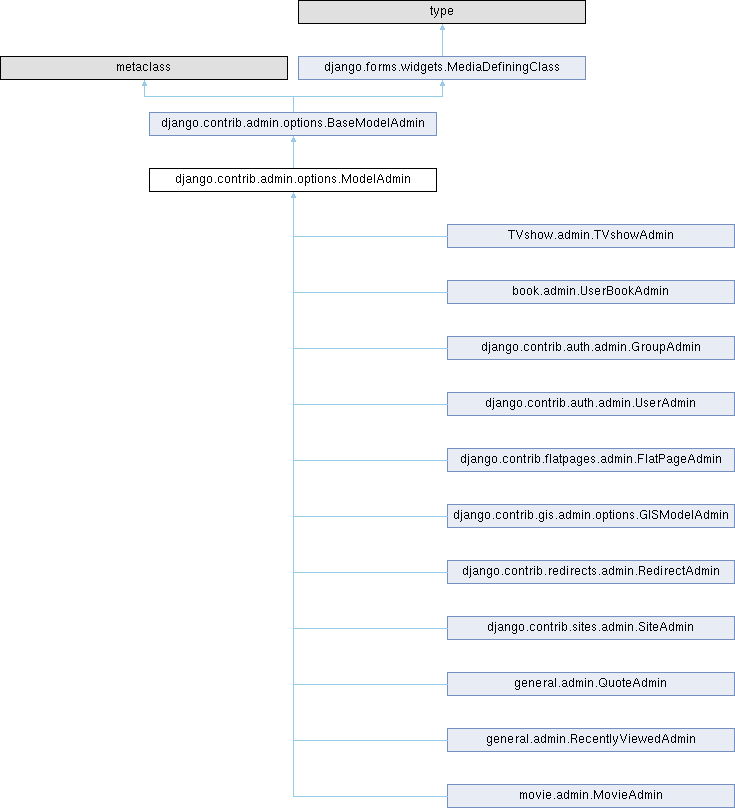 type
metaclass
django.forms.widgets.MediaDefiningClass
django.contrib.admin.options.BaseModelAdmin
django.contrib.admin.options.ModelAdmin
TVshow.admin.TVshowAdmin
book.admin.UserBookAdmin
django.contrib.auth.admin.GroupAdmin
django.contrib.auth.admin.UserAdmin
django.contrib.flatpages.admin.FlatPageAdmin
django.contrib.gis.admin.options.GISModelAdmin
django.contrib.redirects.admin.RedirectAdmin
django.contrib.sites.admin.SiteAdmin
general.admin.QuoteAdmin
general.admin.RecentlyViewedAdmin
movie.admin.MovieAdmin